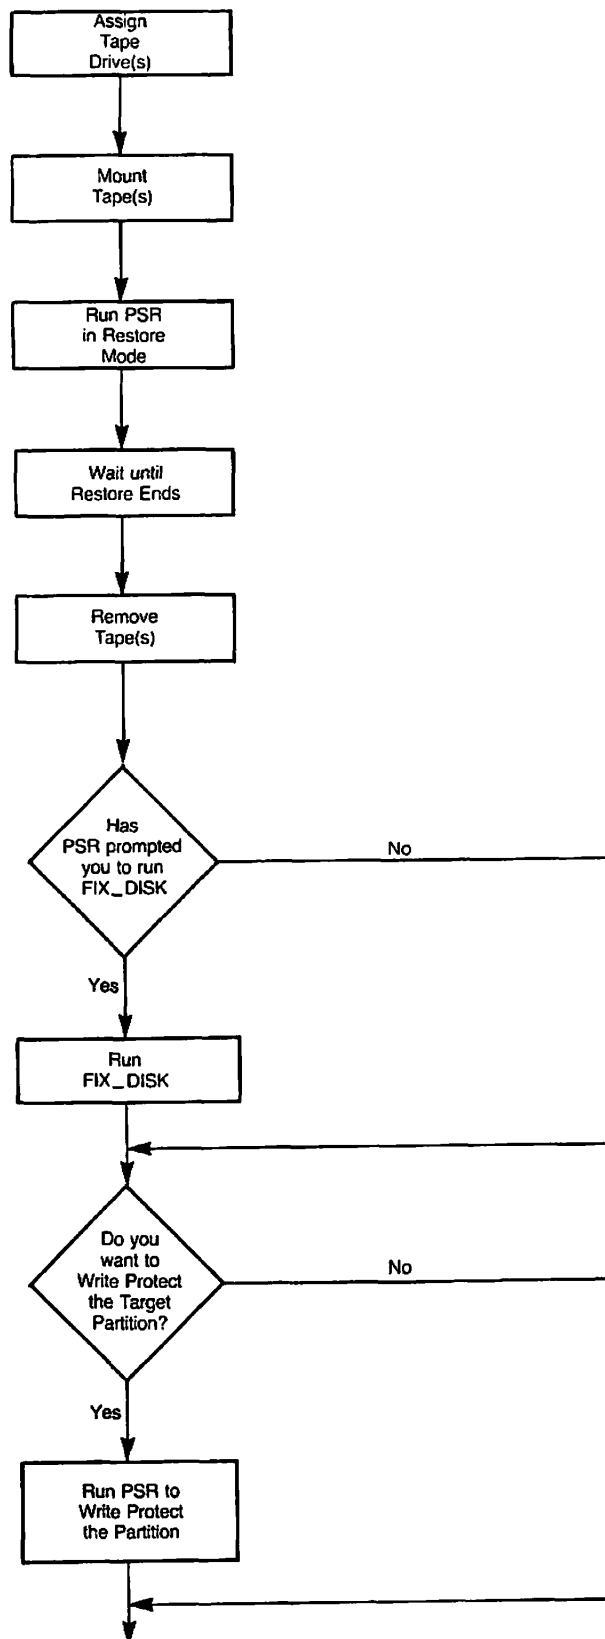 Assign
Tape
Drive(s)
Mount
Tape(s)
Run PSR
in Restore
Mode
Wait until
Restore Ends
Remove
Tape(s)
Has
PSR prompted
you to run
FIX_DISK
No
Yes
Run
FIX_DISK
Do you
want to
Write Protect
the Target
Partition?
No
Yes
Run PSR to
Write Protect
the Partition